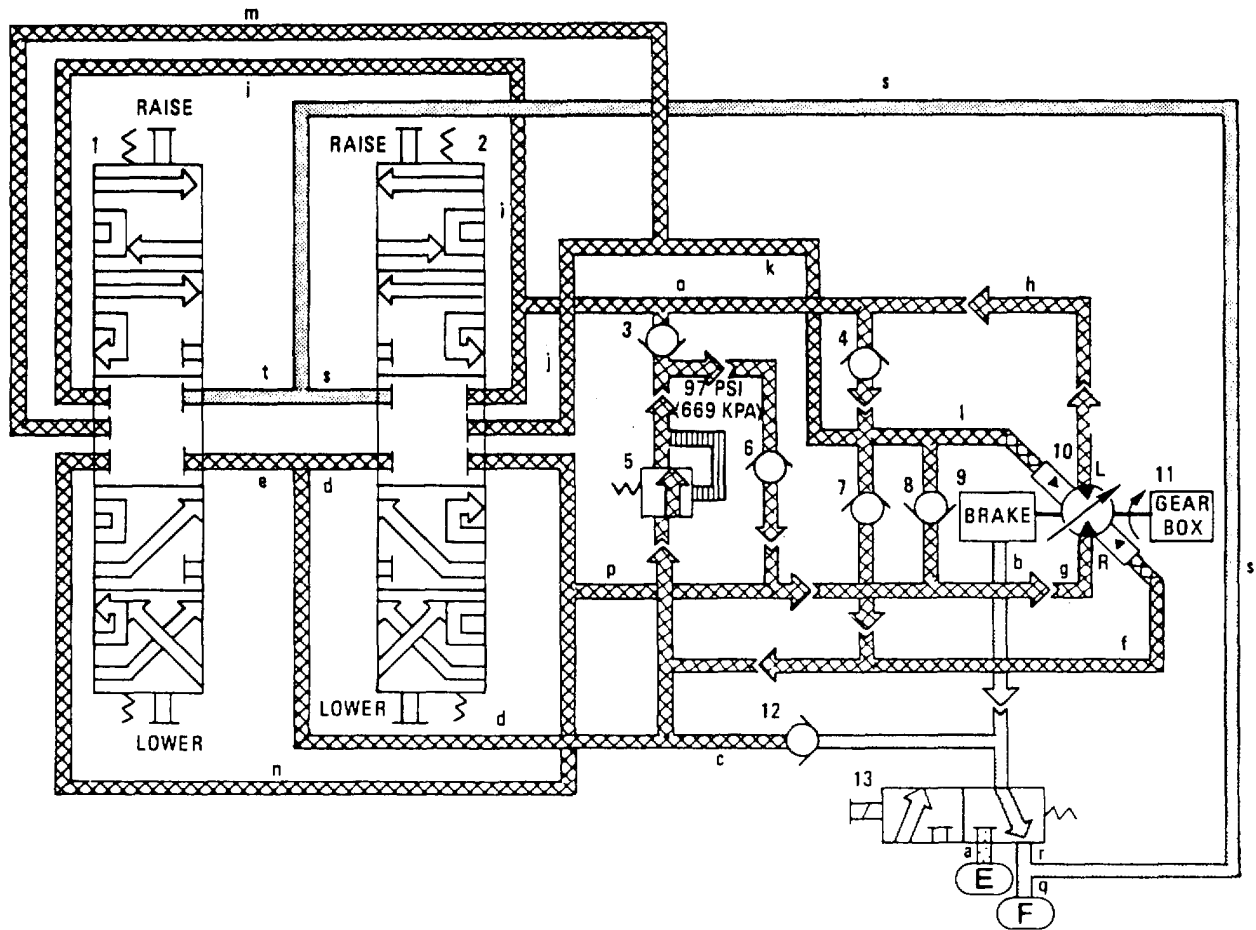 m
j
s
RAISE
1
RAISE
2
i
k
a
h
3
4
j
t
s
97 PSI
(669 KPA)
l
5
6
7
8
9
10
L
11
BRAKE
GEAR
BOX
e
d
p
b
g
R
s
f
LOWER
d
LOWER
12
n
c
13
a
r
E
q
F